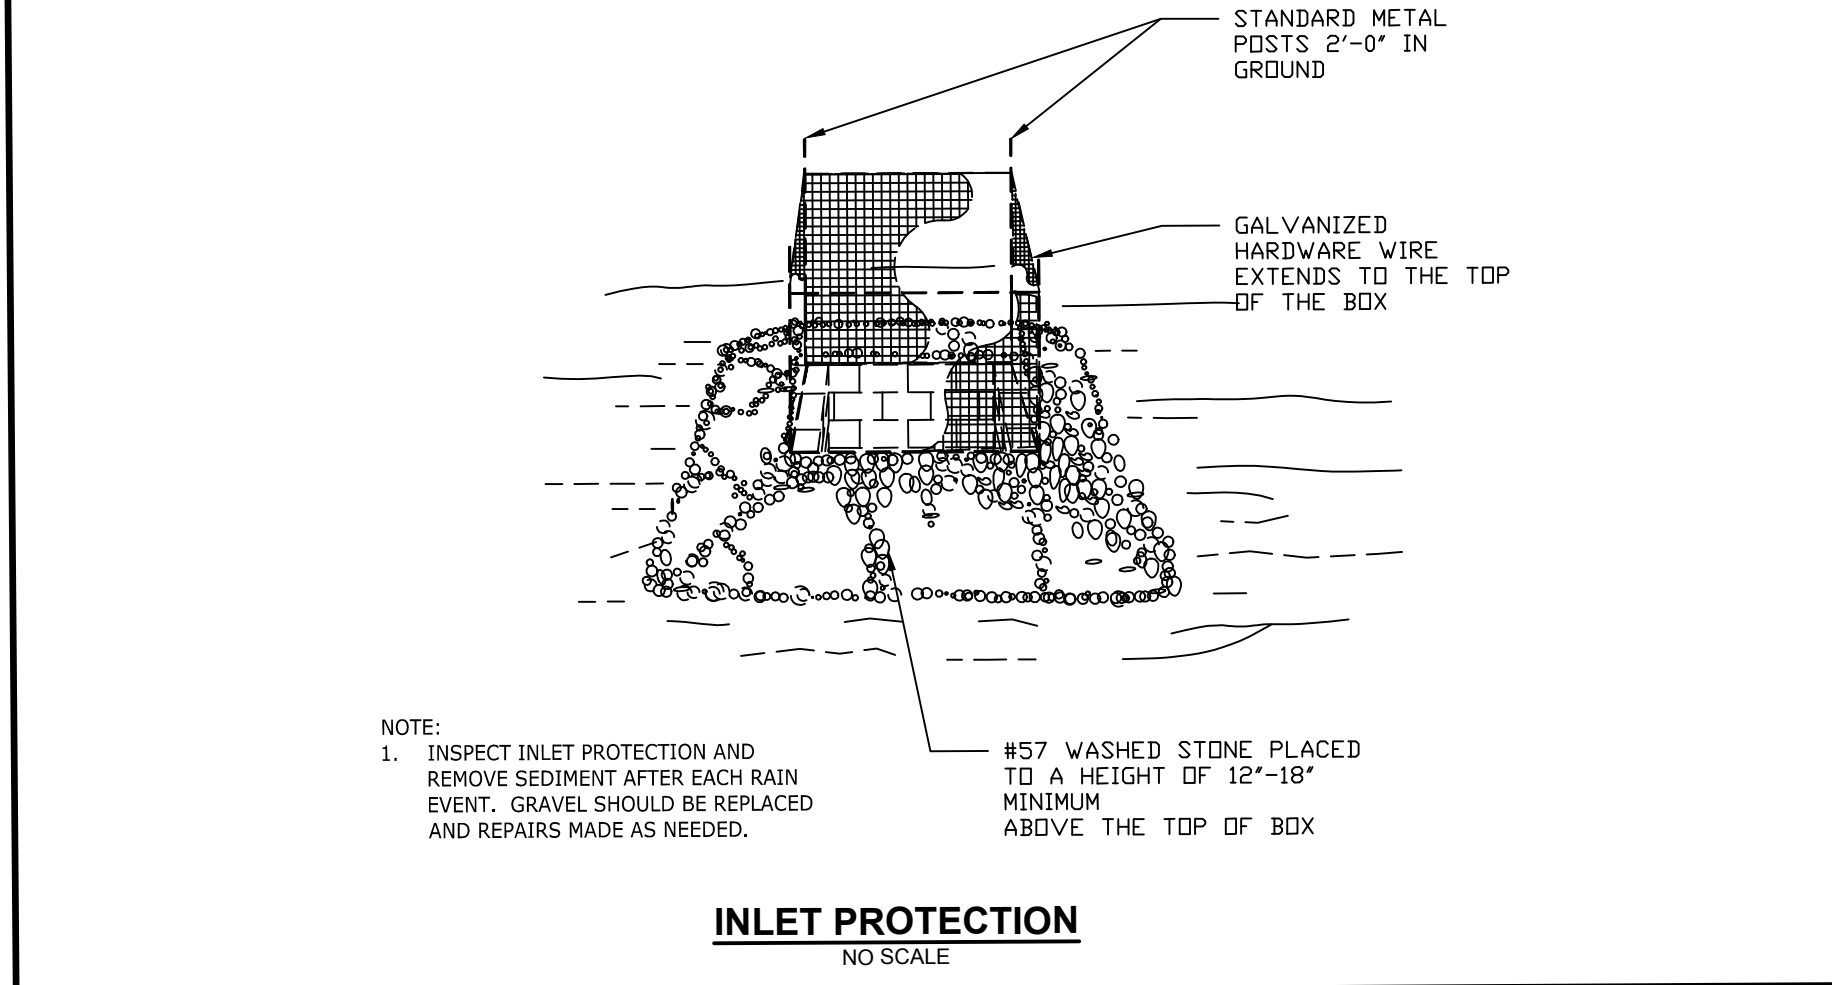 STANDARD METAL
POSTS 2'-0" IN
GROUND
GALVANIZED
HARDWARE WIRE
EXTENDS TO THE TOP
OF THE BOX
NOTE:
1. INSPECT INLET PROTECTION AND
REMOVE SEDIMENT AFTER EACH RAIN
EVENT. GRAVEL SHOULD BE REPLACED
AND REPAIRS MADE AS NEEDED.
#57 WASHED STONE PLACED
TO A HEIGHT OF 12"-18"
MINIMUM
ABOVE THE TOP OF BOX
INLET PROTECTION
NO SCALE